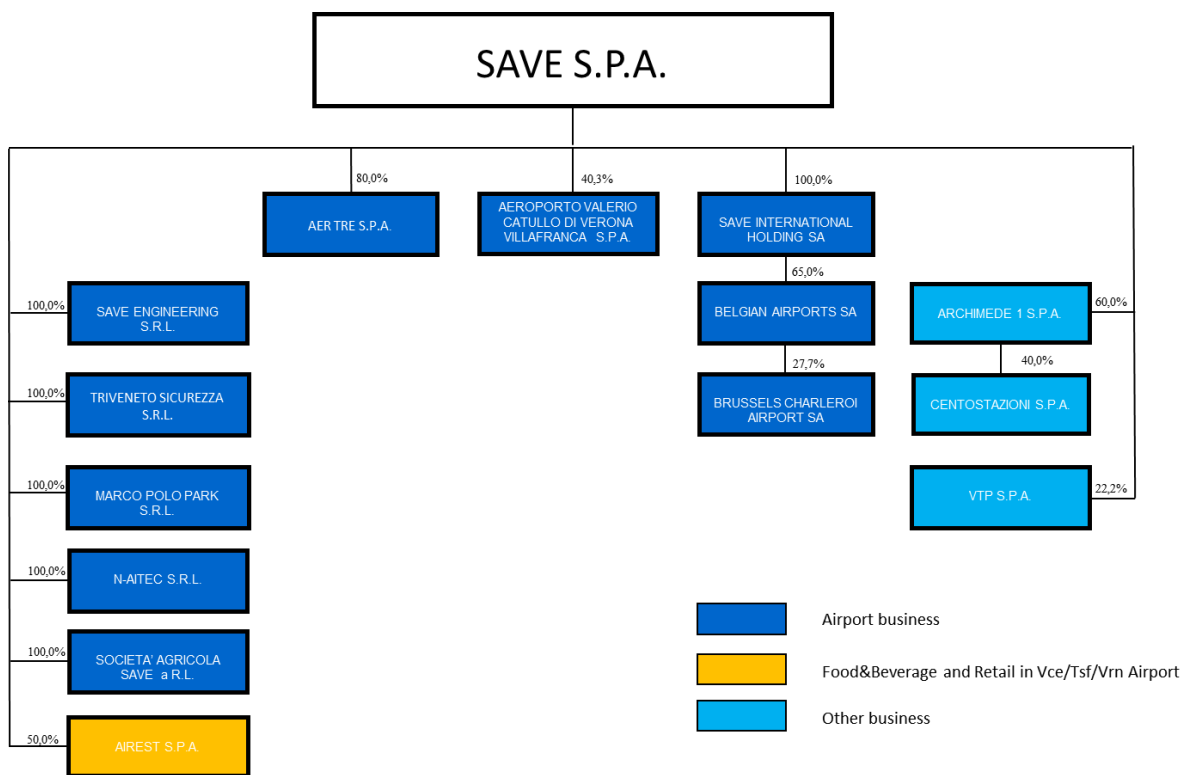 SAVE S.P.A.
80,0%
40,3%
100,0%
AER TRE S.P.A.
AEROPORTO VALERIO
CATULLO DI VERONA
VILLAFRANCA S.P.A.
SAVE INTERNATIONAL
HOLDING SA
65,0%
100,0%
SAVE ENGINEERING
S.R.L.
BELGIAN AIRPORTS SA
ARCHIMEDE 1 S.P.A.
60,0%
27,7%
40,0%
100,0%
TRIVENETO SICUREZZA
S.R.L.
BRUSSELS CHARLEROI
AIRPORT SA
CENTOSTAZIONI S.P.A.
100,0%
MARCO POLO PARK
S.R.L.
VTP S.P.A.
22,2%
100,0%
N-AITEC S.R.L.
100,0%
SOCIETA’ AGRICOLA
SAVE a R.L.
50,0%
AIREST S.P.A.
Airport business
Food&Beverage and Retail in Vce/Tsf/Vrn Airport
Other business